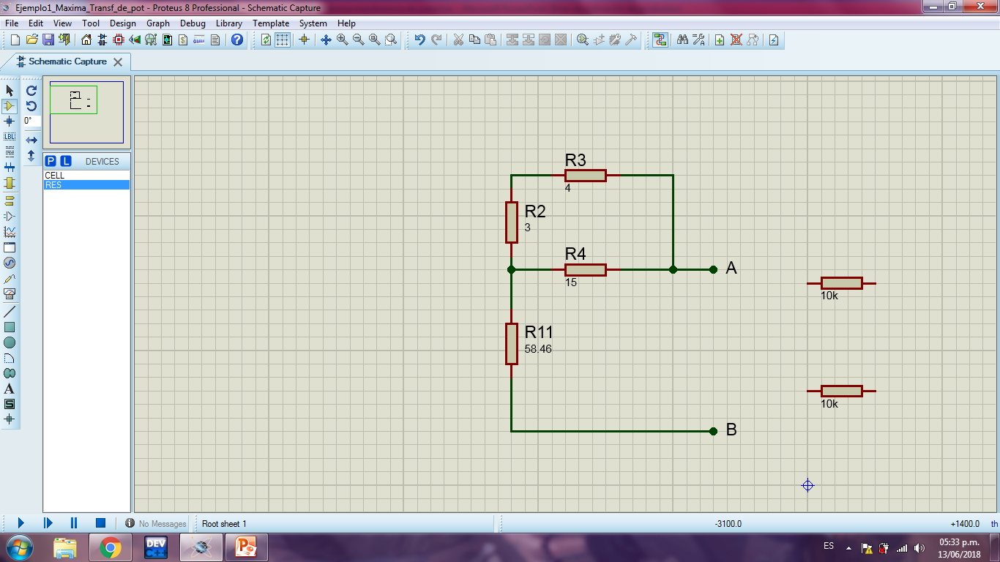 Ejemplo1_Maxima_Transf_de_pot - Proteus 8 Professional - Schematic Capture
File Edit View Tool Design Graph Debug Library Template System Help
Schematic Capture
0°
LBL
P L DEVICES
CELL
RES
A
S
R3
4
R2
3
R4
15
A
10k
R11
58.46
10k
B
No Messages
Root sheet 1
-3100.0
+1400.0
th
DEV
C++
P
ES
05:33 p.m.
13/06/2018